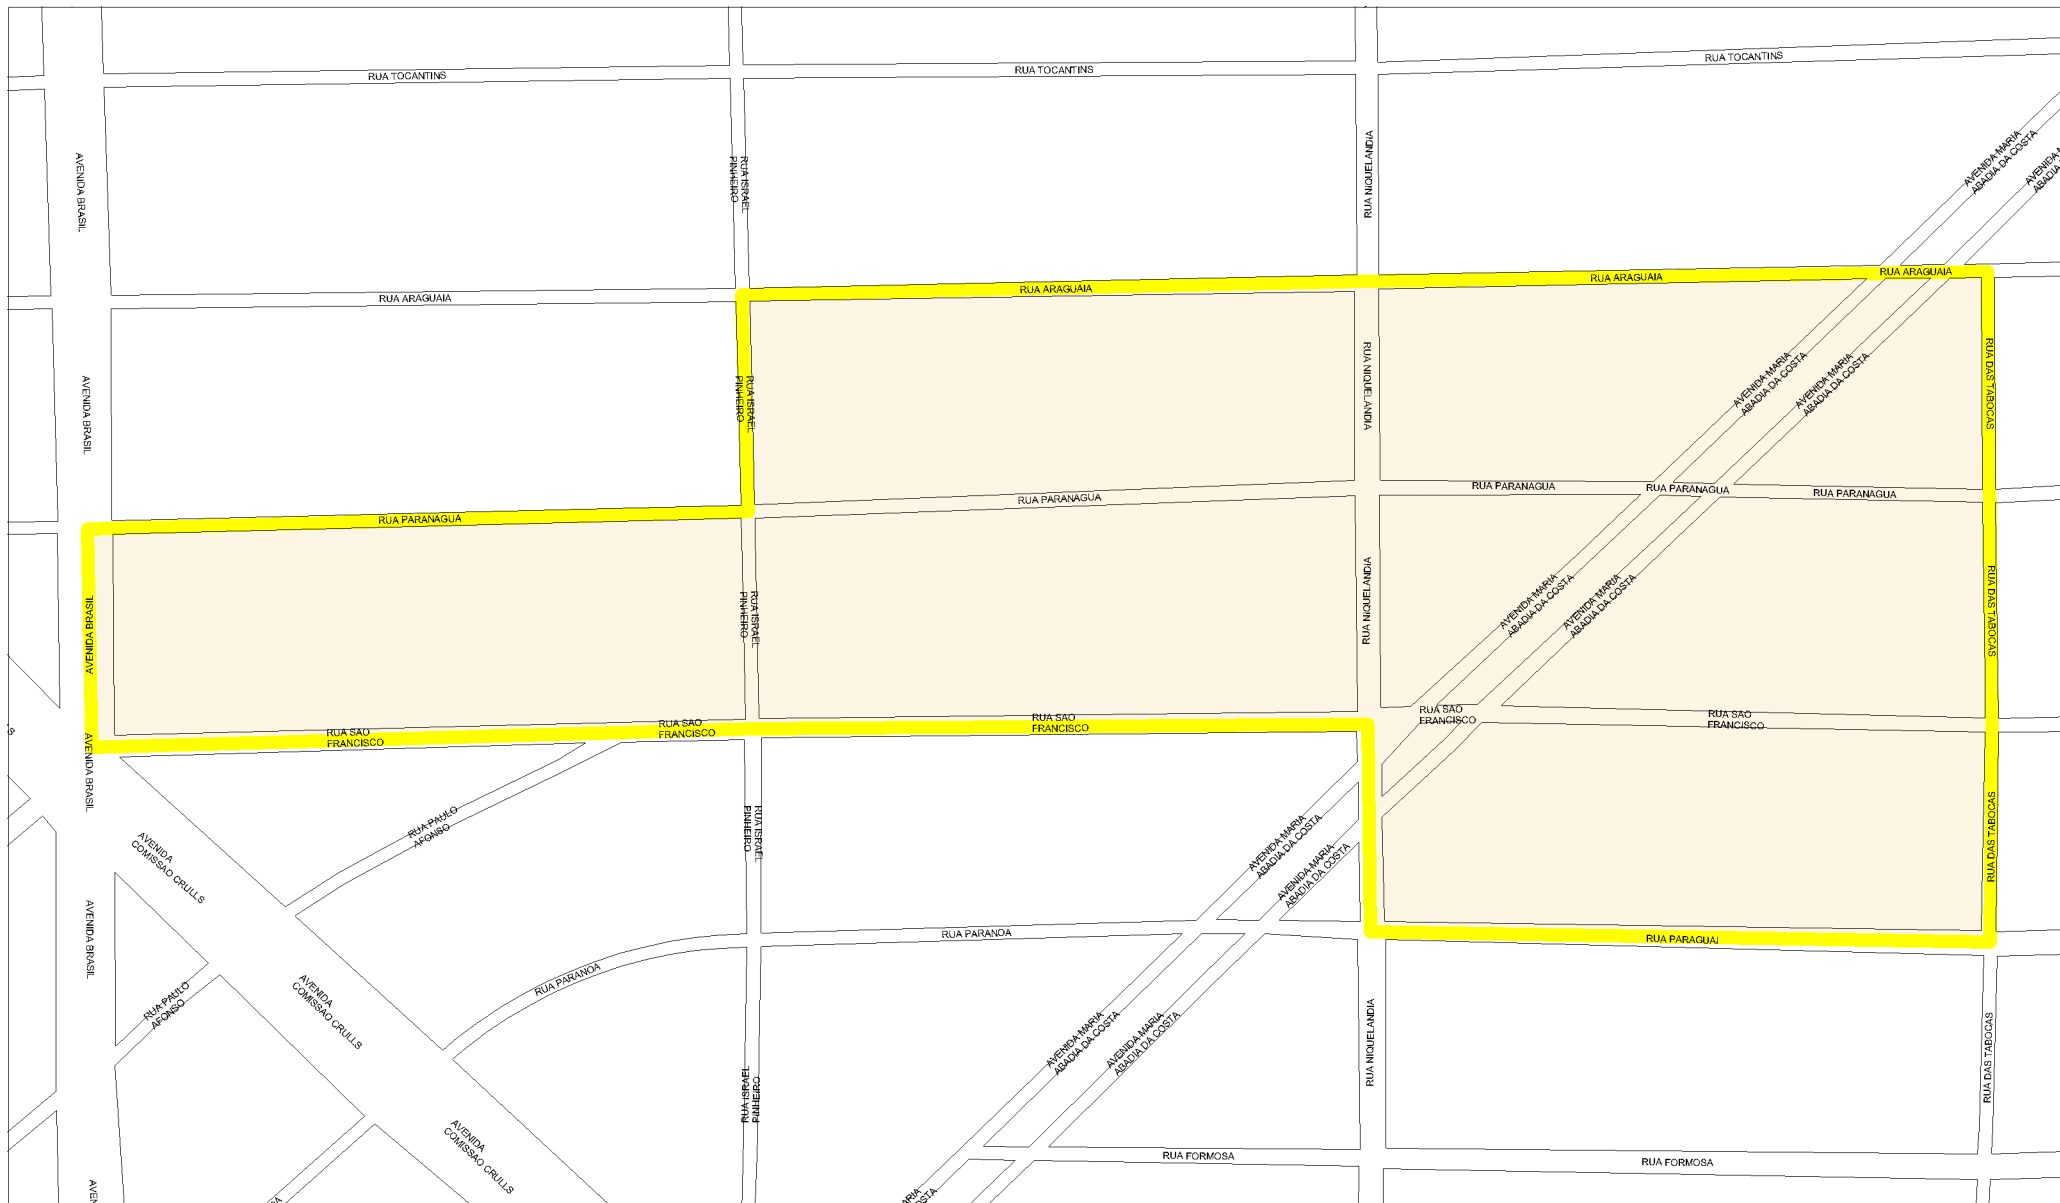 RUA TOCANTINS
RUA TOCANTINS
RUA TOCANTINS
AVENIDA BRASIL
RUA ISRAEL
PINHEIRO
RUA NIQUELANDIA
AVENIDA MARIA
ABADIA DA COSTA
ABADIA
RUA ARAGUAIA
RUA ARAGUAIA
RUA ARAGUAIA
RUA ARAGUAIA
AVENIDA BRASIL
RUA ISRAEL
PINHEIRO
RUA NIQUELANDIA
AVENIDA MARIA
ABADIA DA COSTA
AVENIDA MARIA
ABADIA DA COSTA
RUA DAS TABOCAS
RUA PARANAGUA
RUA PARANAGUA
RUA PARANAGUA
RUA PARANAGUA
RUA PARANAGUA
AVENIDA BRASIL
RUA ISRAEL
PINHEIRO
RUA NIQUELANDIA
AVENIDA MARIA
ABADIA DA COSTA
AVENIDA MARIA
ABADIA DA COSTA
RUA DAS TABOCAS
RUA SAO
FRANCISCO
RUA SAO
FRANCISCO
RUA SAO
FRANCISCO
RUA SAO
FRANCISCO
RUA SAO
FRANCISCO
AVENIDA BRASIL
RUA PAULO
AFONSO
RUA ISRAEL
PINHEIRO
AVENIDA MARIA
ABADIA DA COSTA
AVENIDA MARIA
ABADIA DA COSTA
RUA DAS TABOCAS
AVENIDA
COMISSAO CRULLS
AVENIDA BRASIL
RUA PARANOA
RUA PARAGUAI
RUA PARANOA
RUA PAULO
AFONSO
AVENIDA
COMISSAO CRULLS
AVENIDA MARIA
ABADIA DA COSTA
AVENIDA MARIA
ABADIA DA COSTA
RUA NIQUELANDIA
RUA DAS TABOCAS
RUA ISRAEL
PINHEIRO
AVENIDA
COMISSAO CRULLS
RUA FORMOSA
RUA FORMOSA